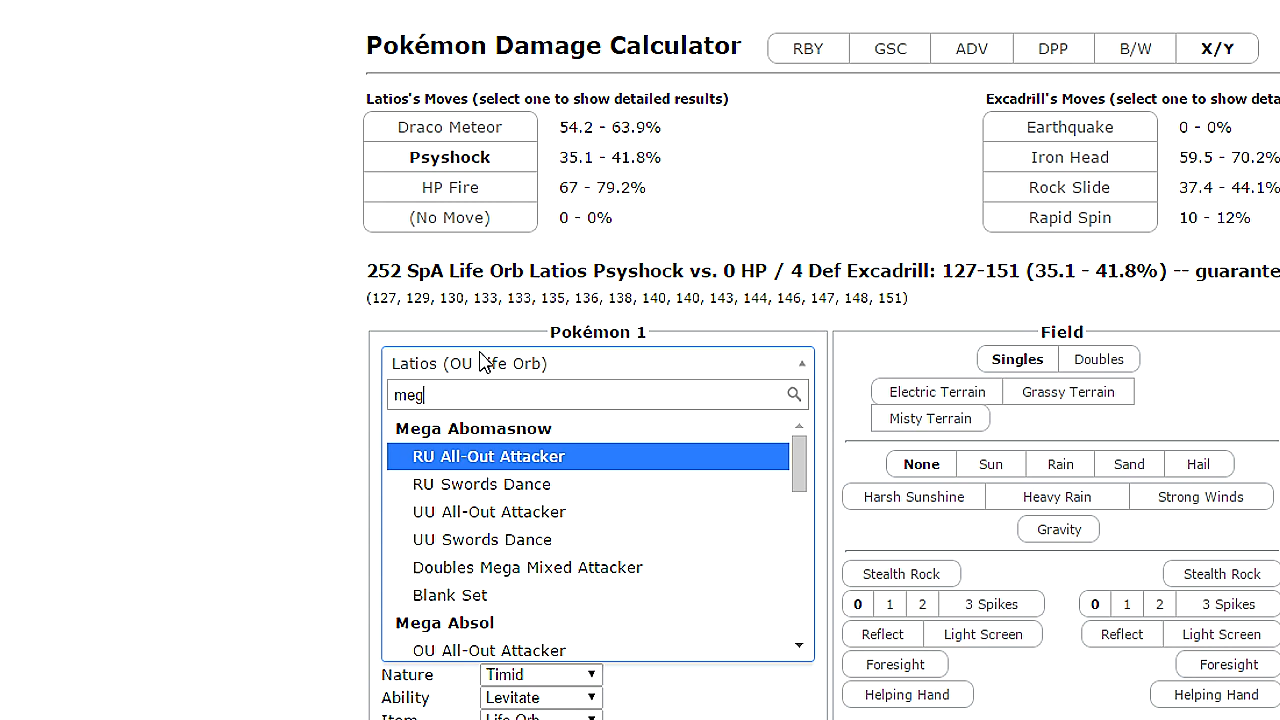 Pokémon Damage Calculator RBY GSC ADV DPP B/W X/Y
Latios's Moves (select one to show detailed results) Excadrill's Moves (select one to show deta
Draco Meteor 54.2 - 63.9% Earthquake 0 - 0%
Psyshock 35.1 - 41.8% Iron Head 59.5 - 70.2%
HP Fire 67 - 79.2% Rock Slide 37.4 - 44.1%
(No Move) 0 - 0% Rapid Spin 10 - 12%
252 SpA Life Orb Latios Psyshock vs. 0 HP / 4 Def Excadrill: 127-151 (35.1 - 41.8%) -- guarante
(127, 129, 130, 133, 133, 135, 136, 138, 140, 140, 143, 144, 146, 147, 148, 151)
Pokémon 1
Latios (OU Life Orb)
meg
Mega Abomasnow
RU All-Out Attacker
RU Swords Dance
UU All-Out Attacker
UU Swords Dance
Doubles Mega Mixed Attacker
Blank Set
Mega Absol
OU All-Out Attacker
Nature Timid
Ability Levitate
Item Life Orb
Field
Singles Doubles
Electric Terrain Grassy Terrain
Misty Terrain
None Sun Rain Sand Hail
Harsh Sunshine Heavy Rain Strong Winds
Gravity
Stealth Rock Stealth Rock
0 1 2 3 Spikes 0 1 2 3 Spikes
Reflect Light Screen Reflect Light Screen
Foresight Foresight
Helping Hand Helping Hand